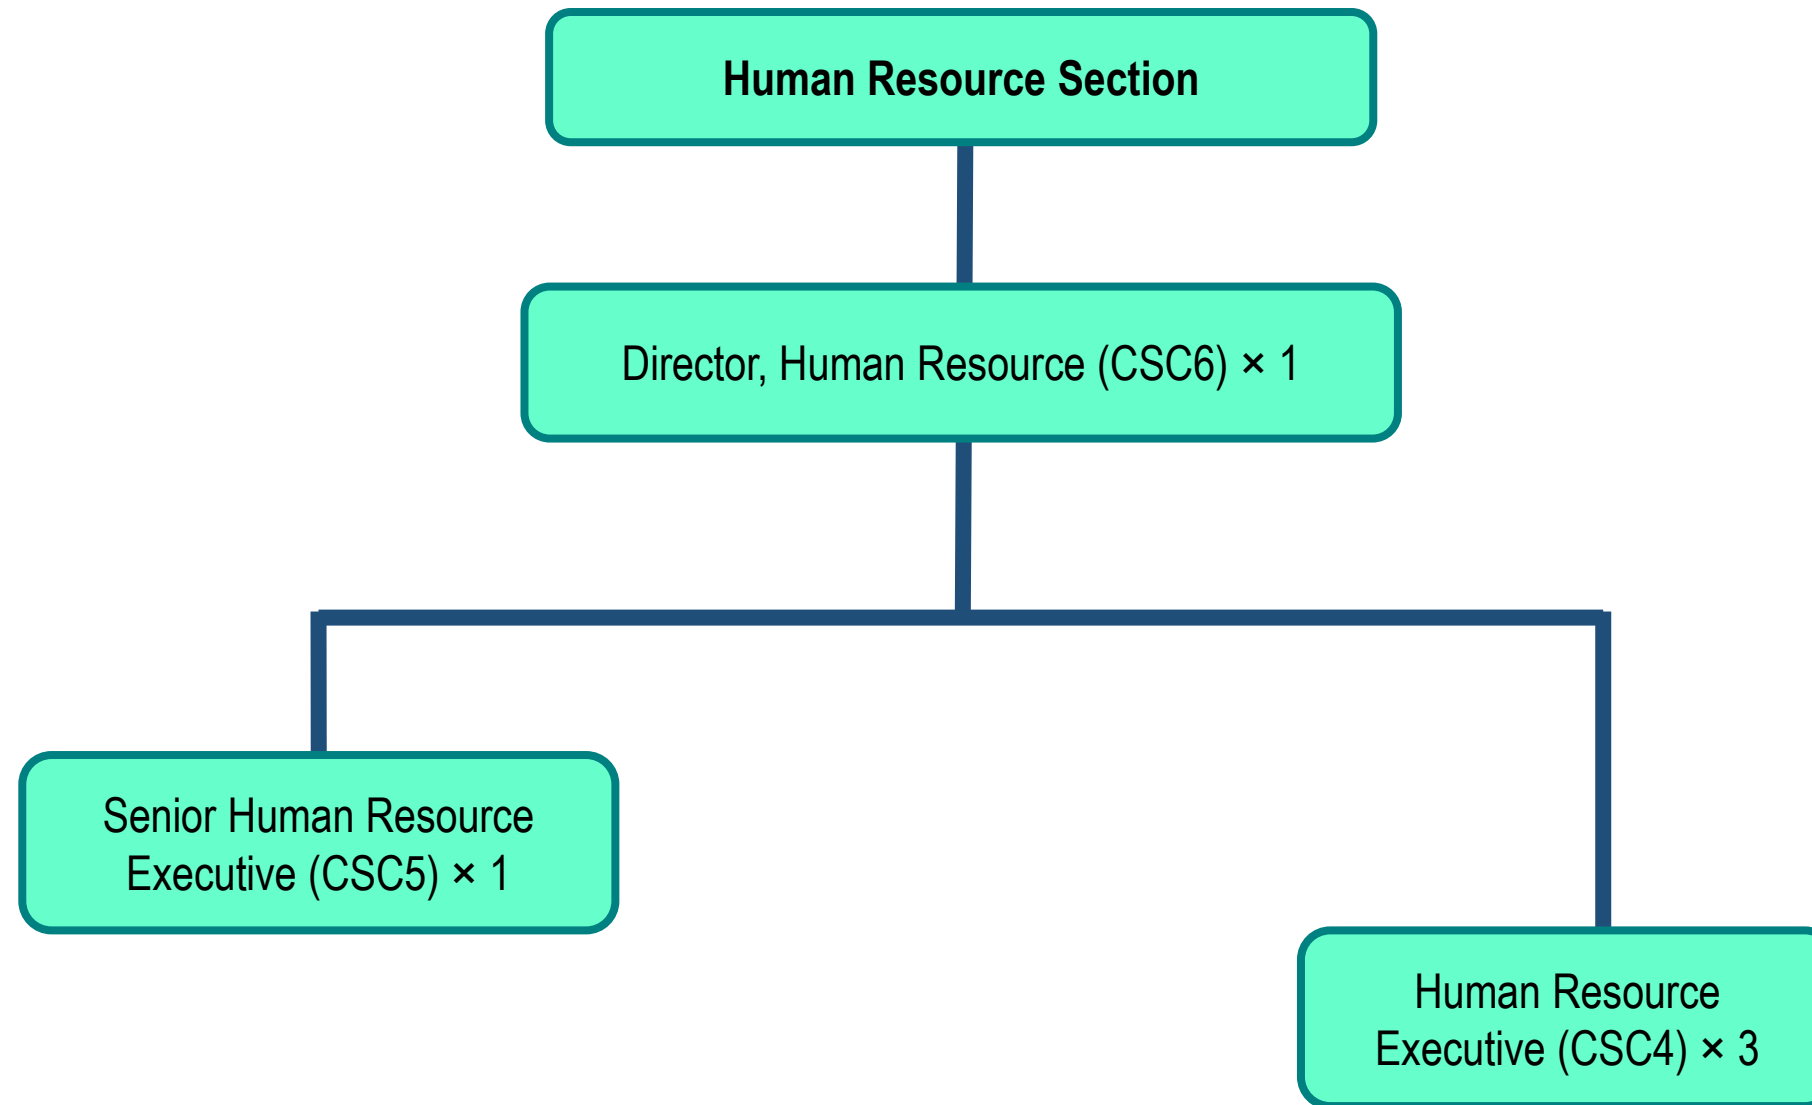 Human Resource Section
Director, Human Resource (CSC6) × 1
Senior Human Resource
Executive (CSC5) × 1
Human Resource
Executive (CSC4) × 3